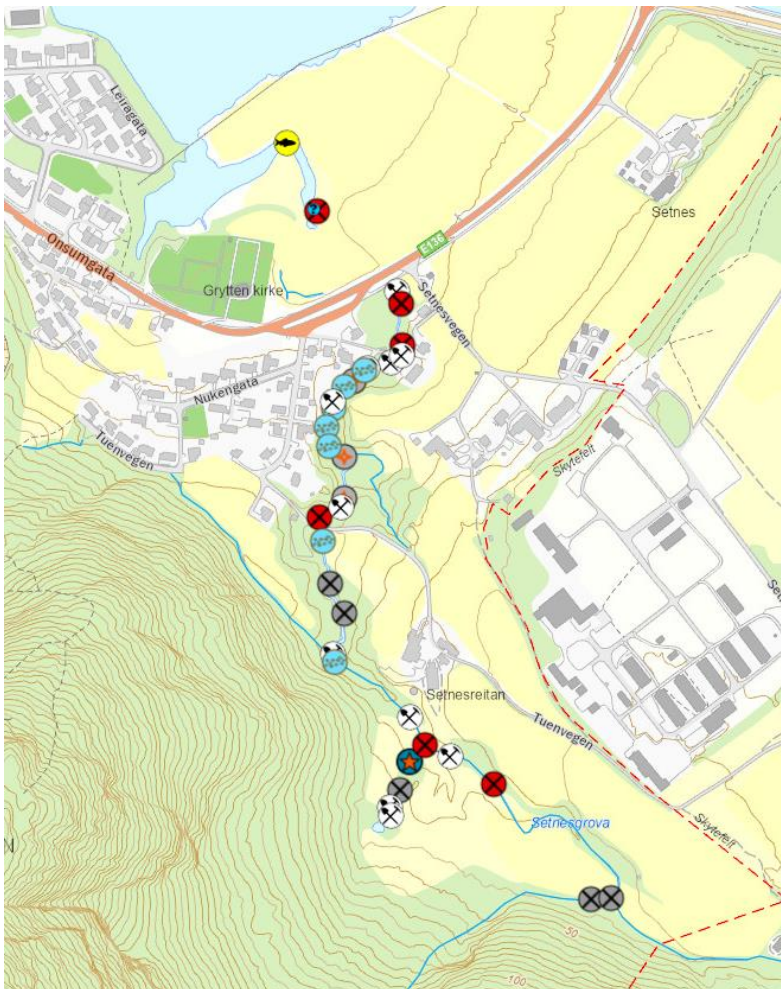 Leiragata
Setnes
E136
Onsumgata
Grytten kirke
Setnesvegen
Nukengata
Tuenvegen
Skytefelt
Setnesreitan
Tuenvegen
Setnesgrova
Skytefelt
N
50
100